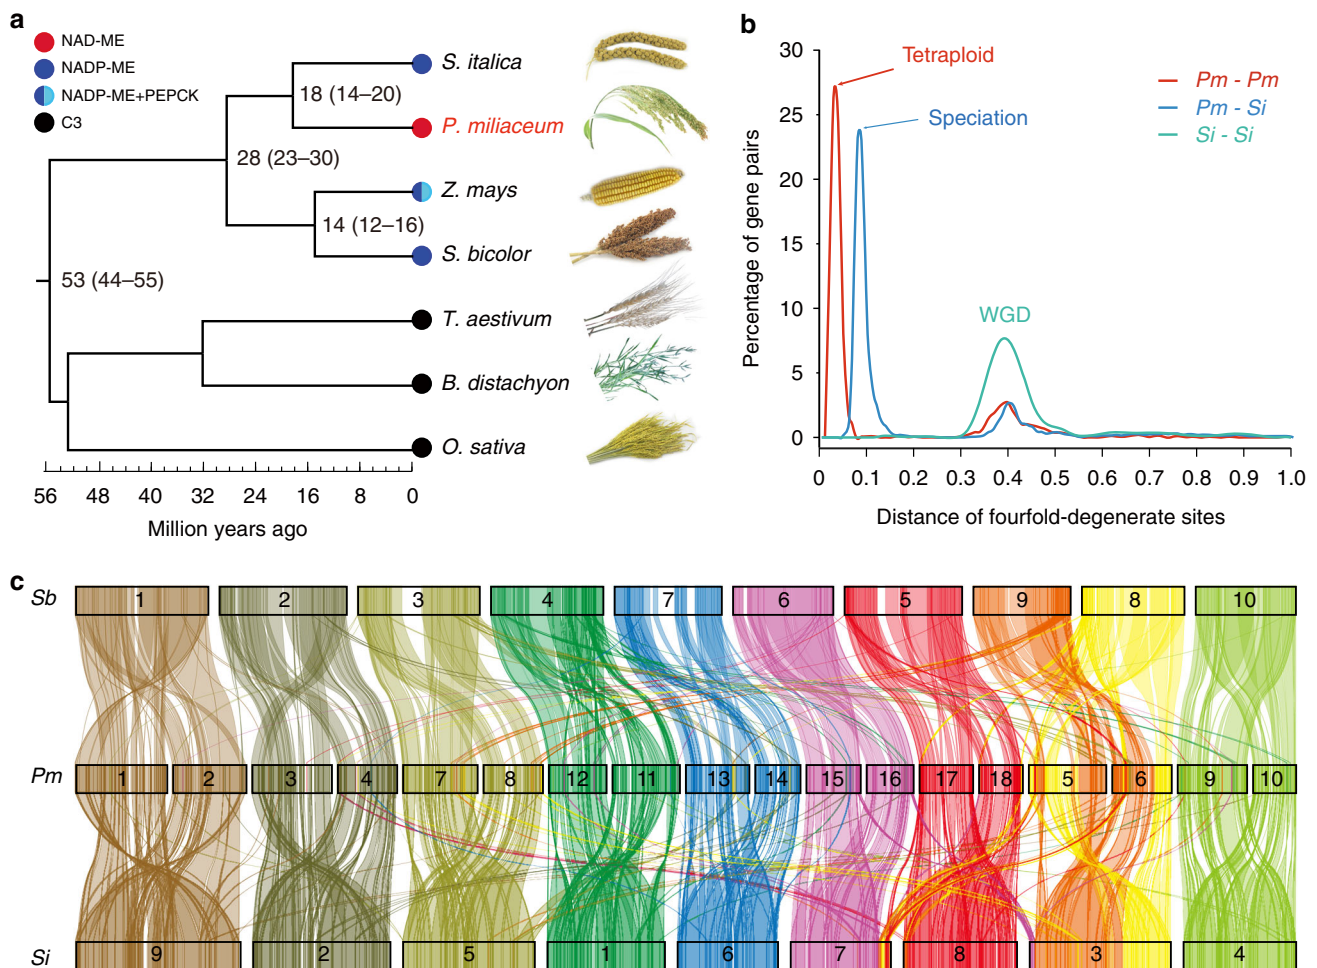 a
NAD-ME
NADP-ME
NADP-ME+PEPCK
C3
S. italica
18 (14–20)
P. miliaceum
28 (23–30)
Z. mays
14 (12–16)
S. bicolor
53 (44–55)
T. aestivum
B. distachyon
O. sativa
56 48 40 32 24 16 8 0
Million years ago
b
30
25
20
15
10
5
0
Percentage of gene pairs
Tetraploid
Speciation
WGD
Pm - Pm
Pm - Si
Si - Si
0 0.1 0.2 0.3 0.4 0.5 0.6 0.7 0.8 0.9 1.0
Distance of fourfold-degenerate sites
c
Sb 1 2 3 4 7 6 5 9 8 10
Pm 1 2 3 4 7 8 12 11 13 14 15 16 17 18 5 6 9 10
Si 9 2 5 1 6 7 8 3 4